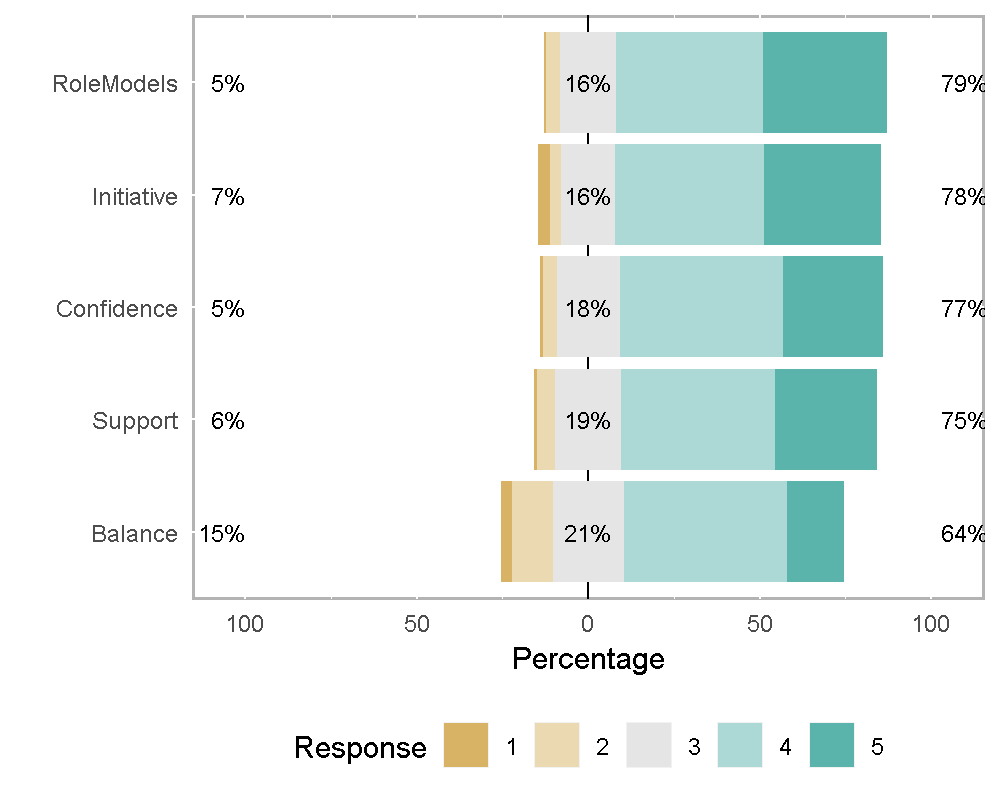 RoleModels 5% 16% 79%
Initiative 7% 16% 78%
Confidence 5% 18% 77%
Support 6% 19% 75%
Balance 15% 21% 64%
100 50 0 50 100
Percentage
Response 1 2 3 4 5